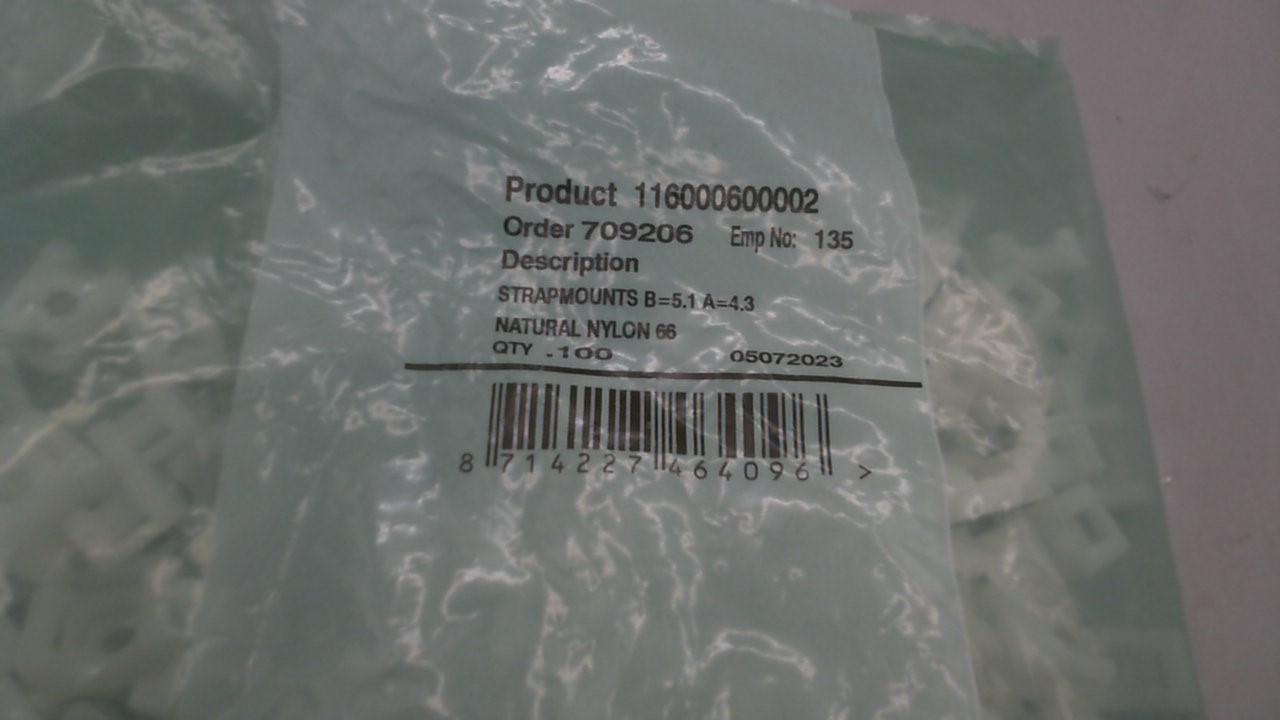 Product 116000600002
Order 709206 Emp No: 135
Description
STRAPMOUNTS B=5.1 A=4.3
NATURAL NYLON 66
QTY .100 05072023
8 714227 464096 >